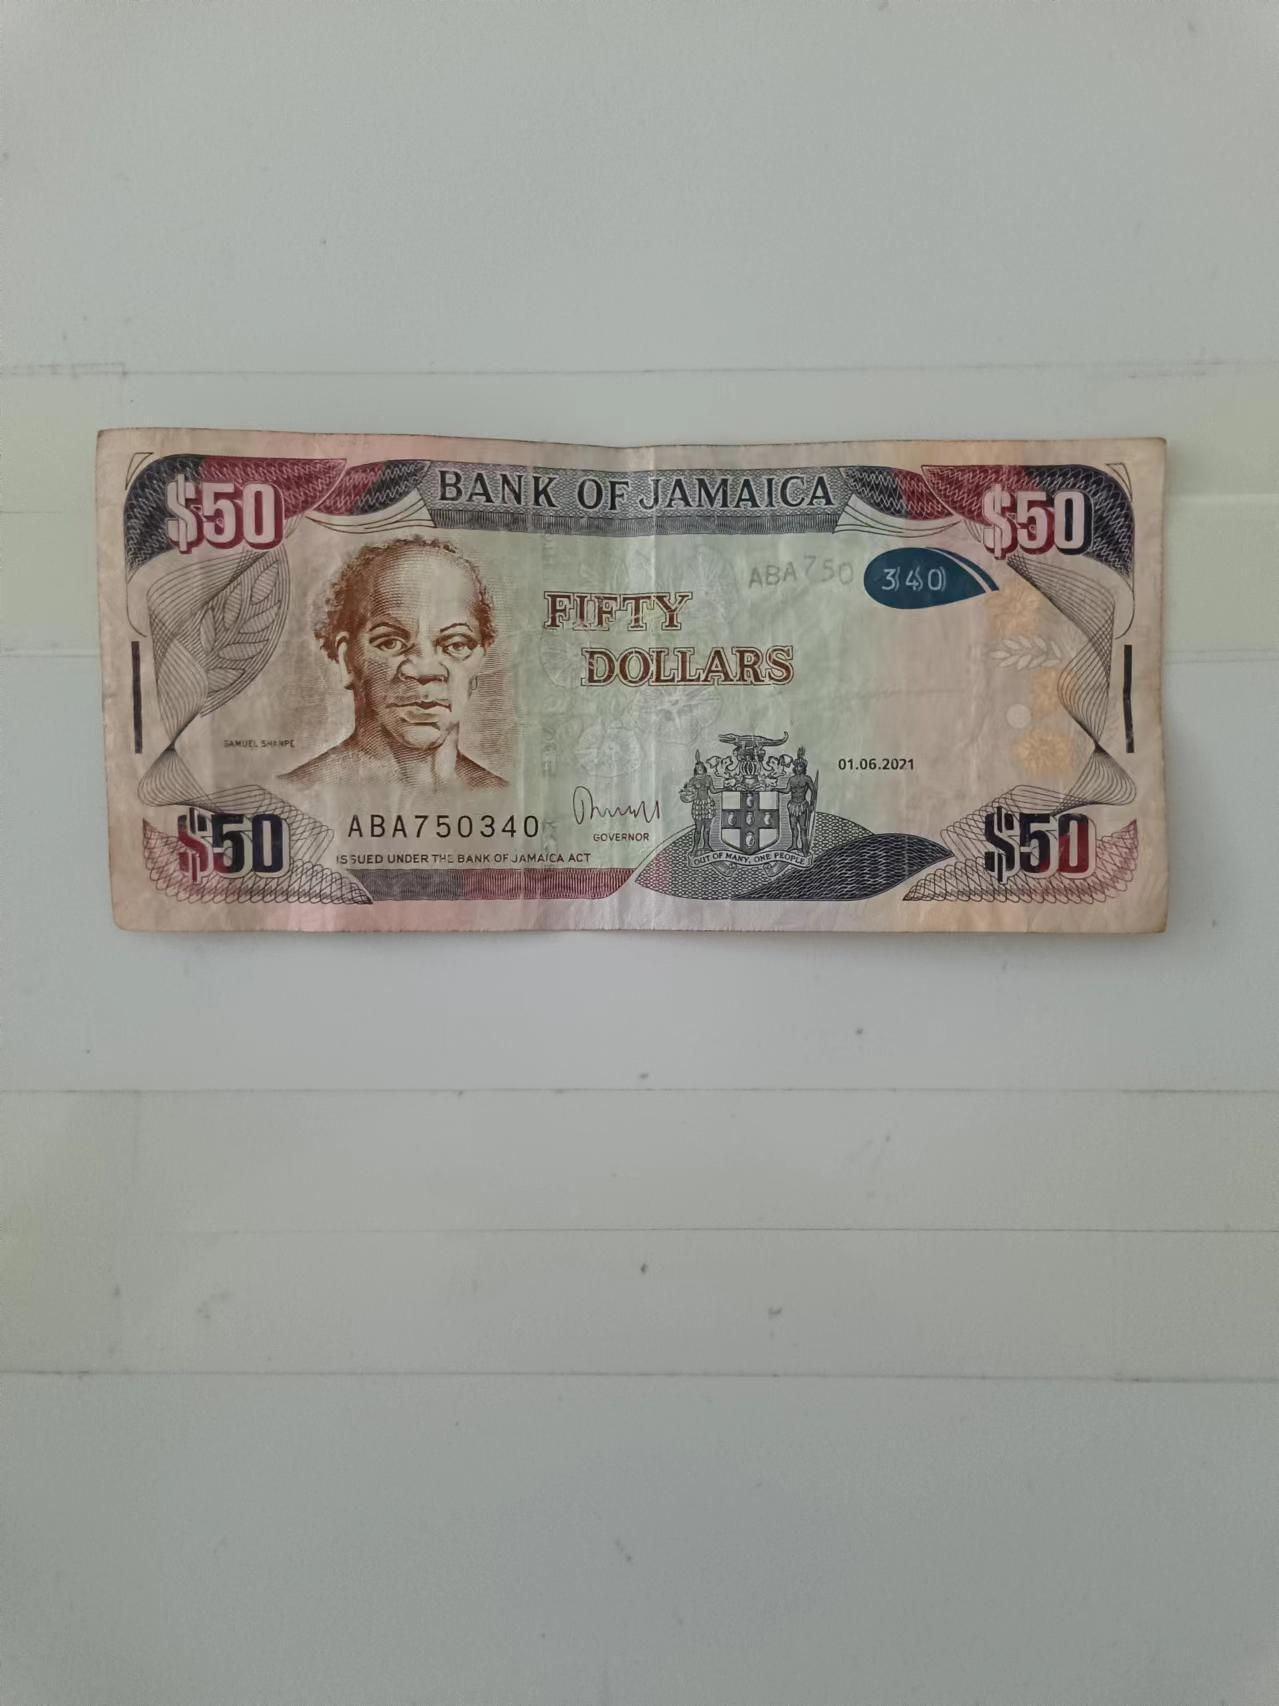 BANK OF JAMAICA
$50
$50
ABA750 340
FIFTY
DOLLARS
SAMUEL SHARPE
01.06.2021
ABA750340
GOVERNOR
ISSUED UNDER THE BANK OF JAMAICA ACT
OUT OF MANY, ONE PEOPLE
$50
$50